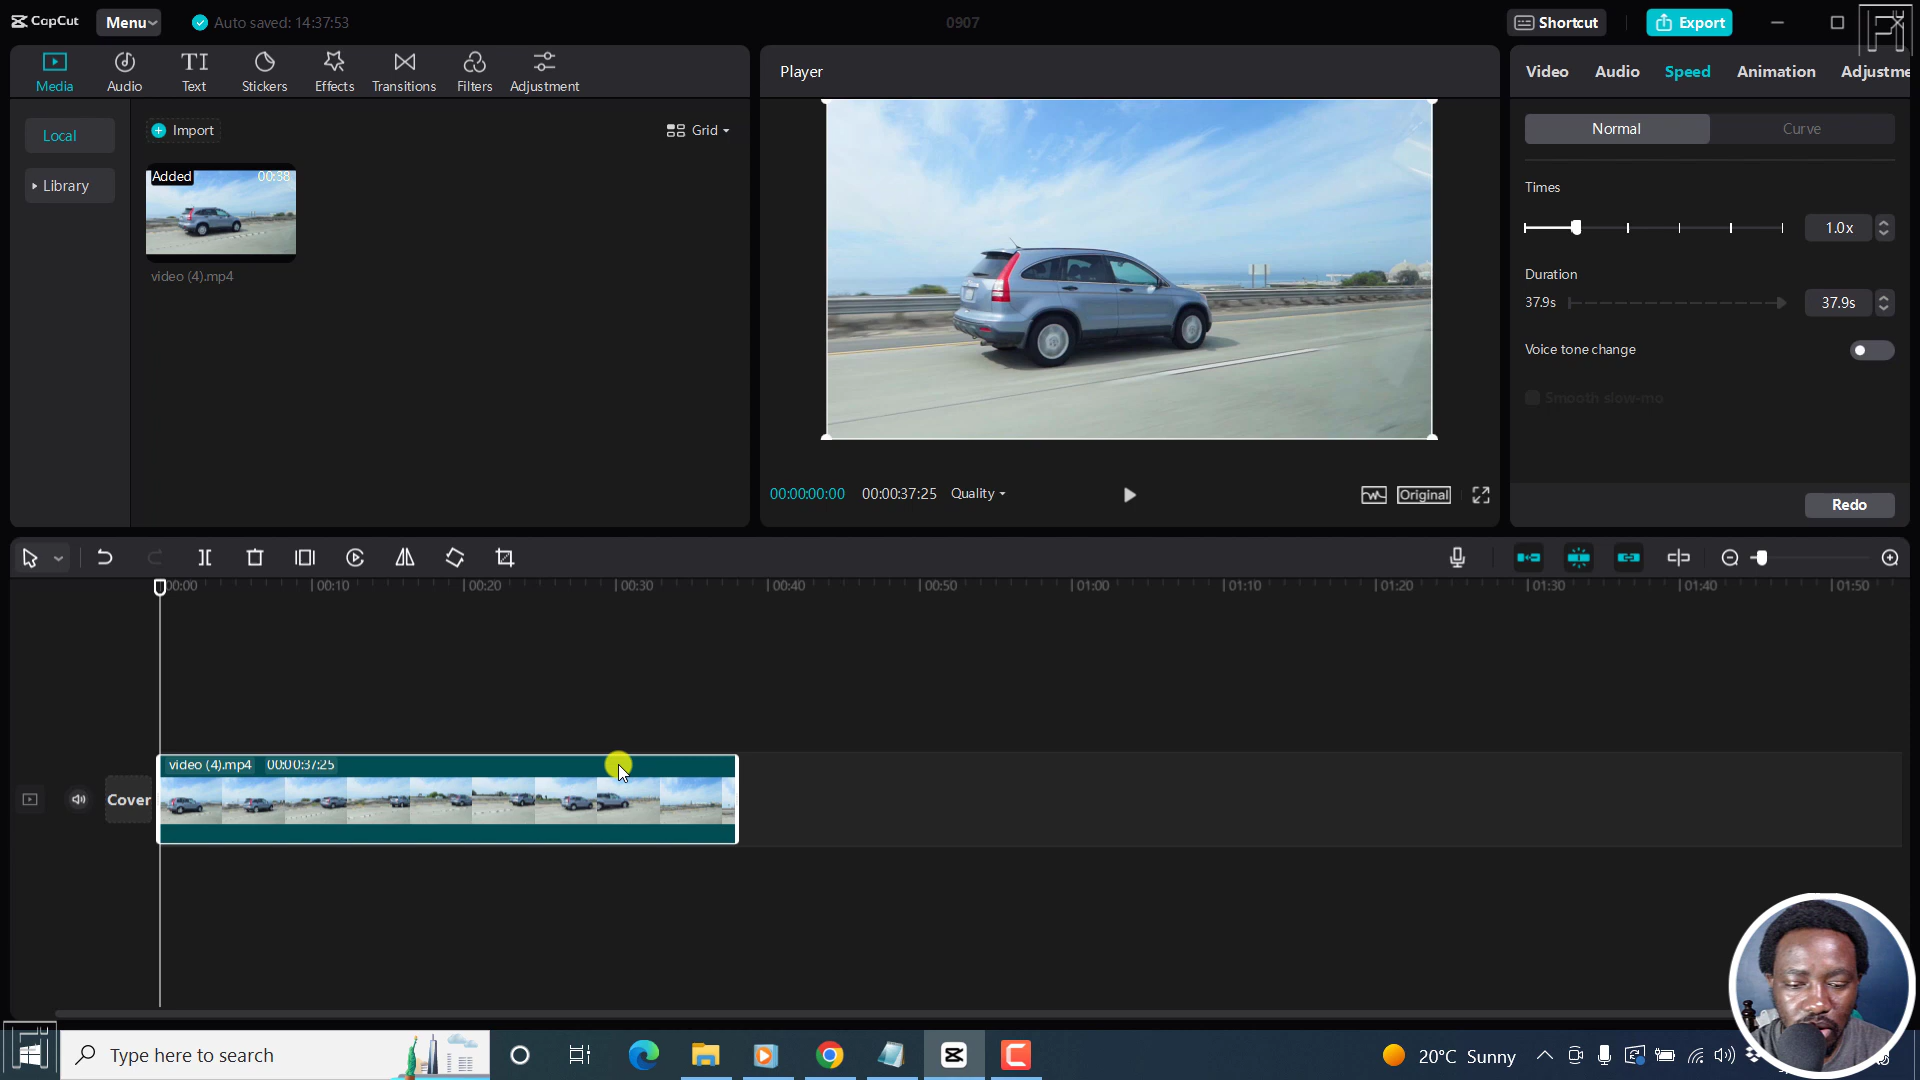 CapCut
Menu
Auto saved: 14:37:53
0907
Shortcut
Export
Media
Audio
Text
Stickers
Effects
Transitions
Filters
Adjustment
Player
Video
Audio
Speed
Animation
Adjustme
Local
Import
Grid
Normal
Curve
Library
Added
00:38
Times
1.0x
video (4).mp4
Duration
37.9s
37.9s
Voice tone change
Smooth slow-mo
00:00:00:00
00:00:37:25
Quality
Original
Redo
00:00
00:10
00:20
00:30
00:40
00:50
01:00
01:10
01:20
01:30
01:40
01:50
video (4).mp4
00:00:37:25
Cover
Type here to search
20°C Sunny